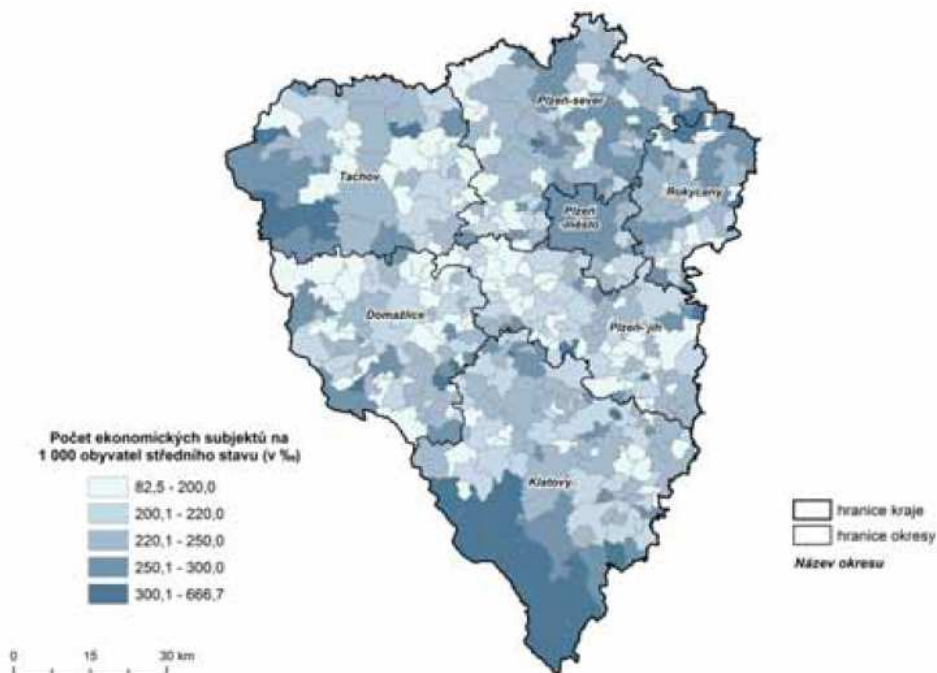 Plzeň-sever
Tachov
Rokycany
Plzeň
město
Domažlice
Plzeň-jih
Klatovy
Počet ekonomických subjektů na
1 000 obyvatel středního stavu (v ‰)
82,5 - 200,0
200,1 - 220,0
220,1 - 250,0
250,1 - 300,0
300,1 - 666,7
hranice kraje
hranice okresy
Název okresu
0 15 30 km